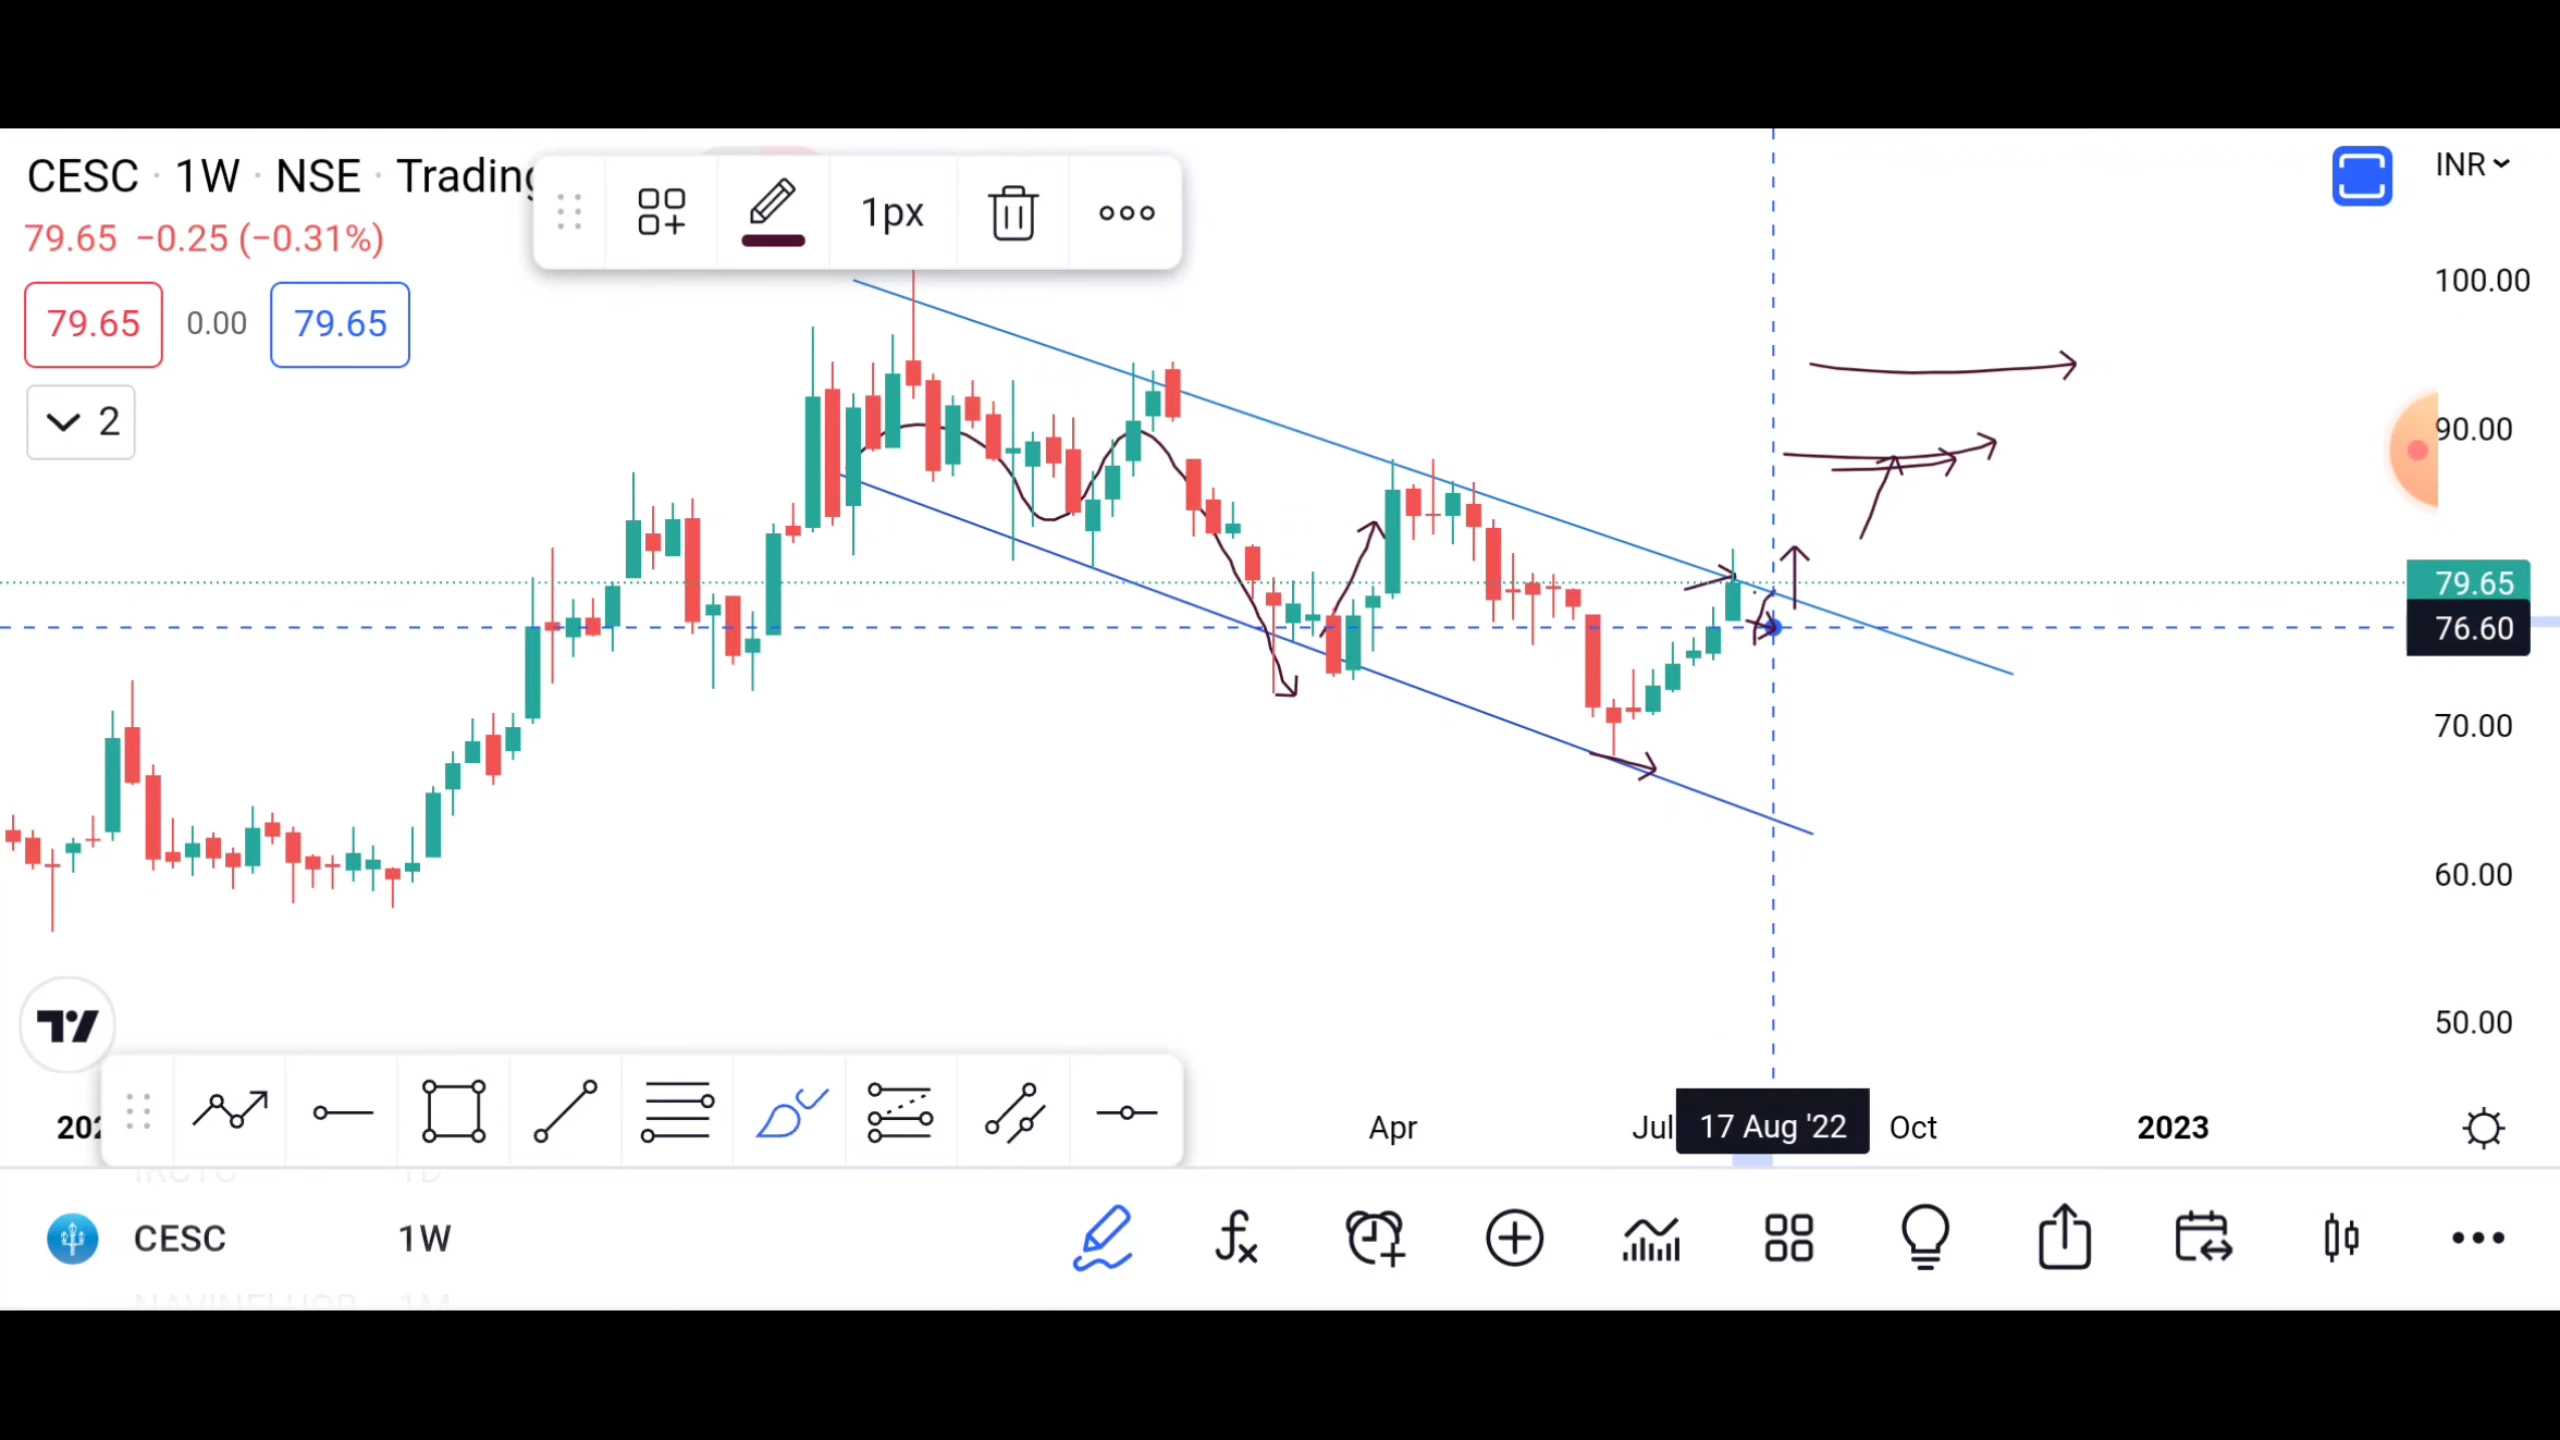 CESC · 1W · NSE · Trading
1px
INR
79.65 −0.25 (−0.31%)
79.65 0.00 79.65
2
100.00
90.00
79.65
76.60
70.00
60.00
50.00
Apr Jul 17 Aug '22 Oct 2023
CESC 1W